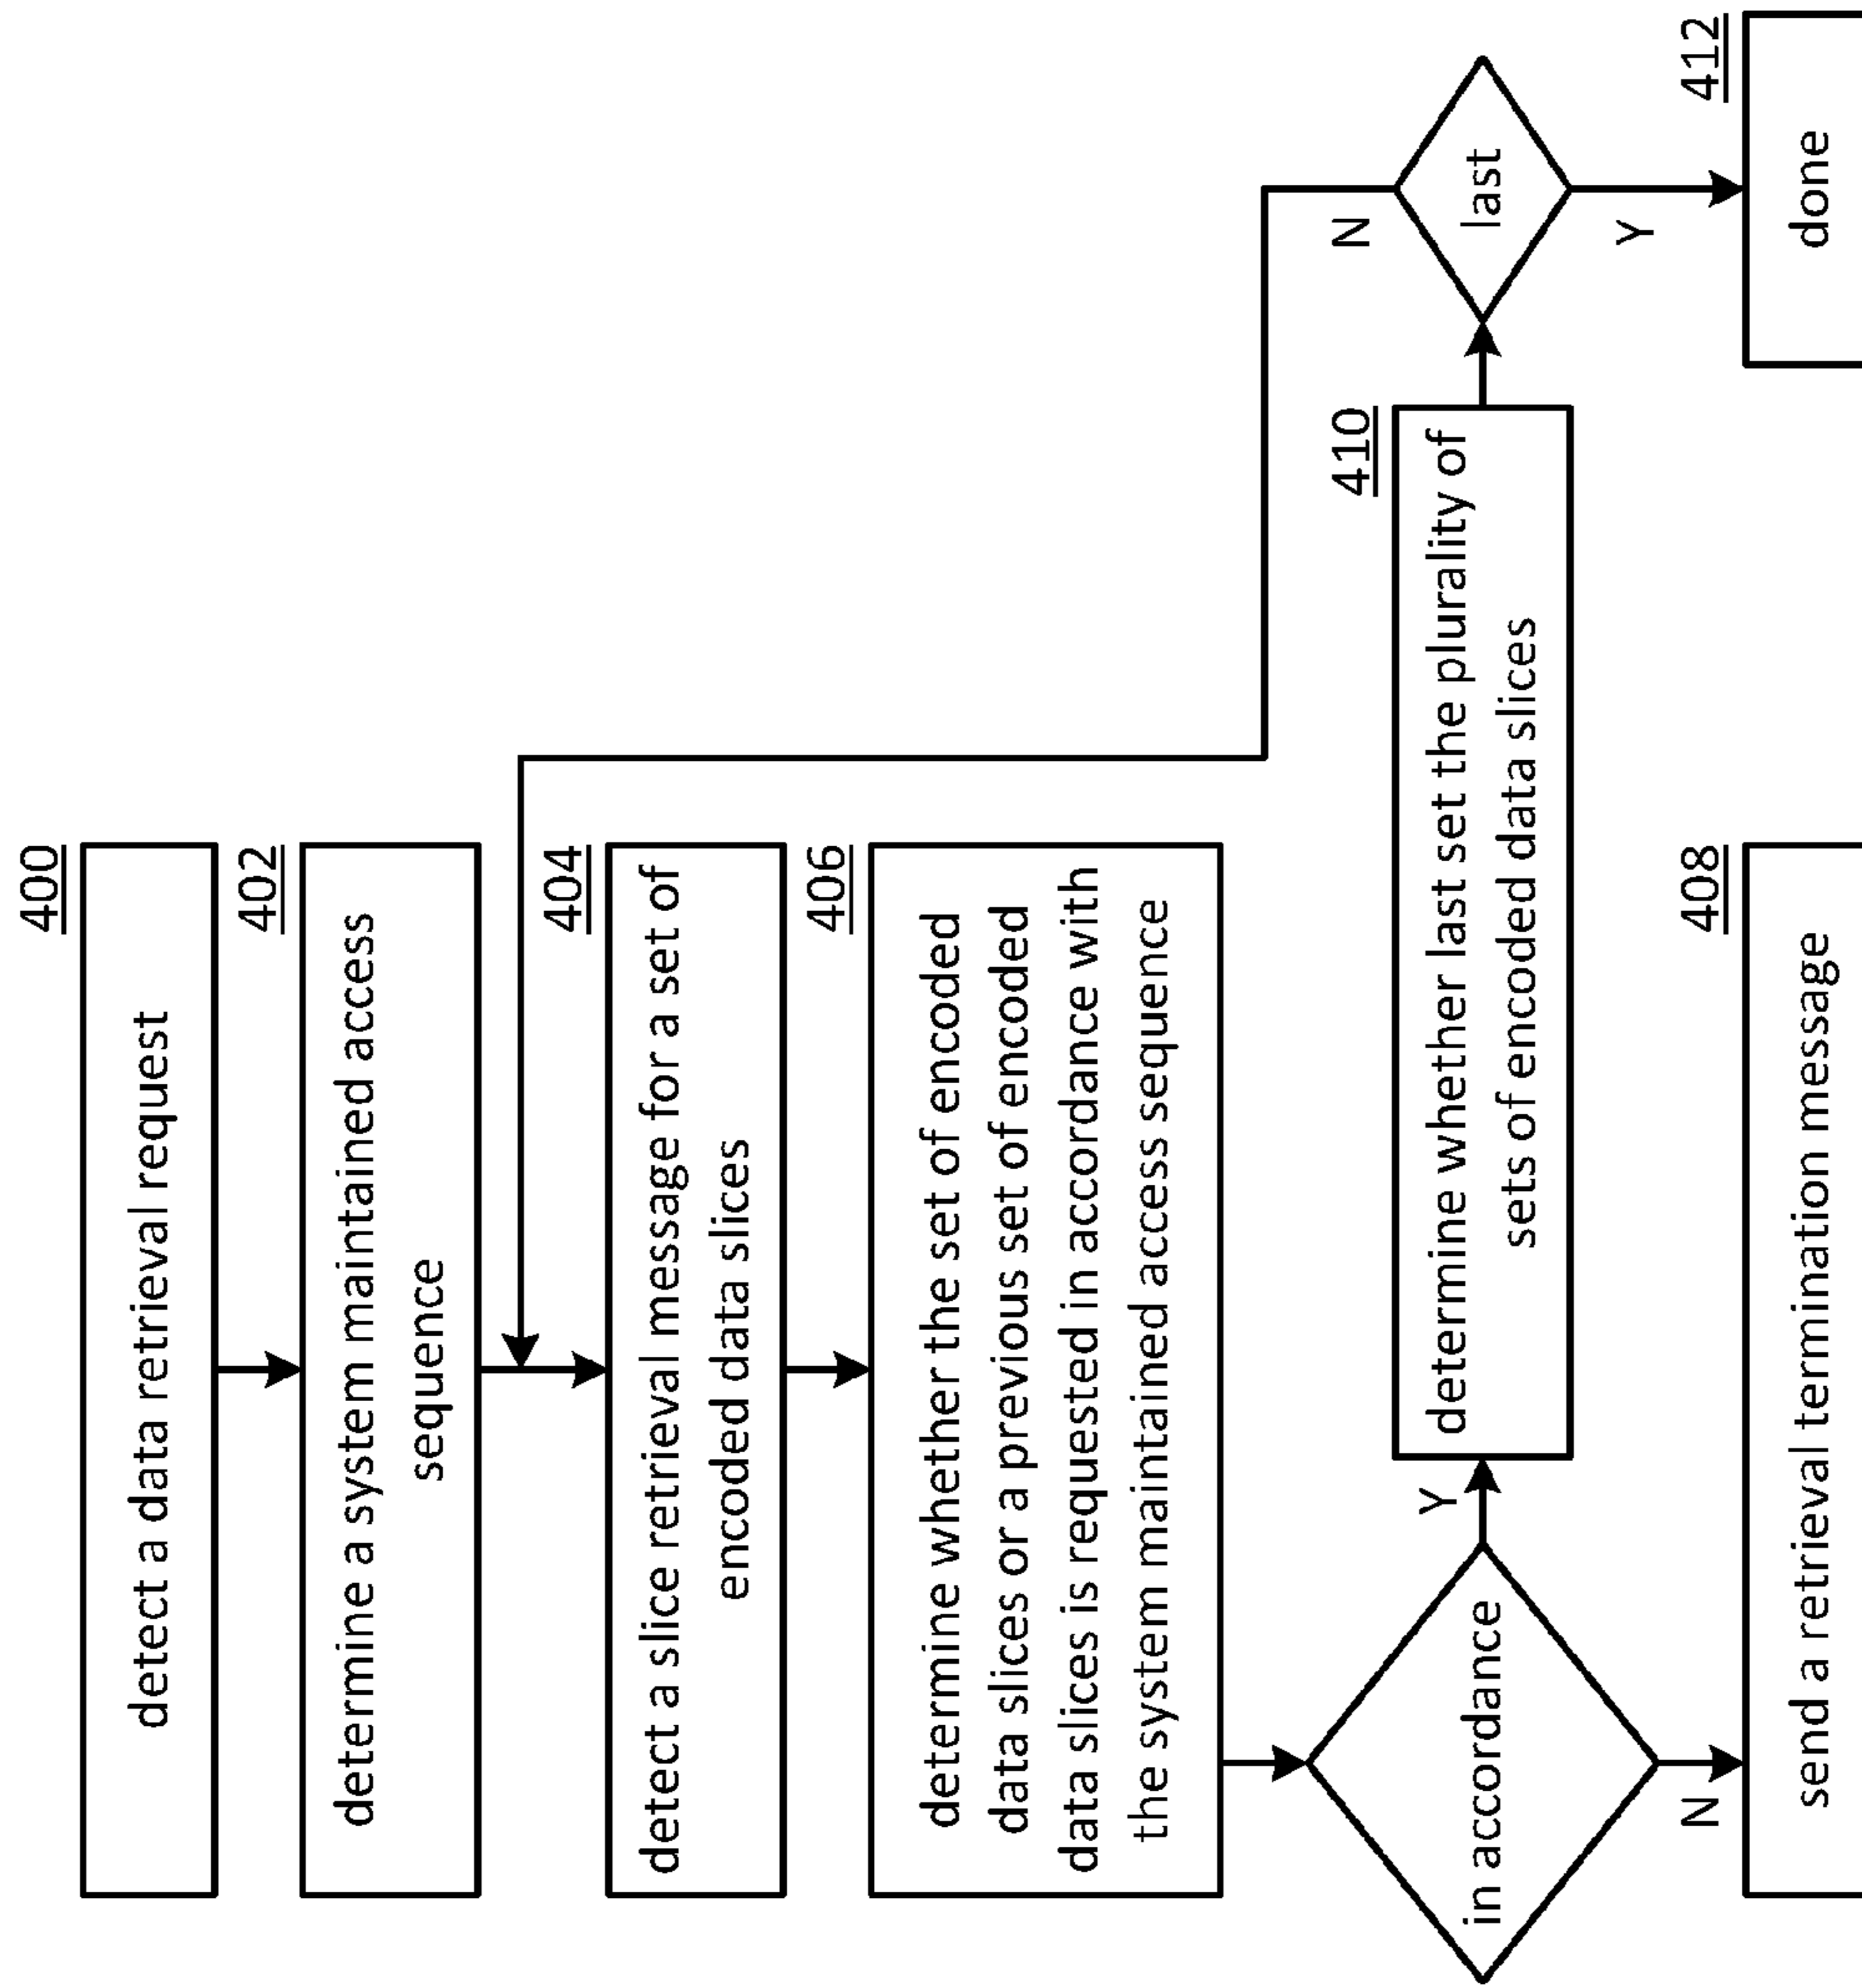 400
detect a data retrieval request
402
determine a system maintained access
sequence
404
detect a slice retrieval message for a set of
encoded data slices
406
determine whether the set of encoded
data slices or a previous set of encoded
data slices is requested in accordance with
the system maintained access sequence
in accordance
Y
N
408
send a retrieval termination message
410
determine whether last set the plurality of
sets of encoded data slices
last
N
Y
412
done